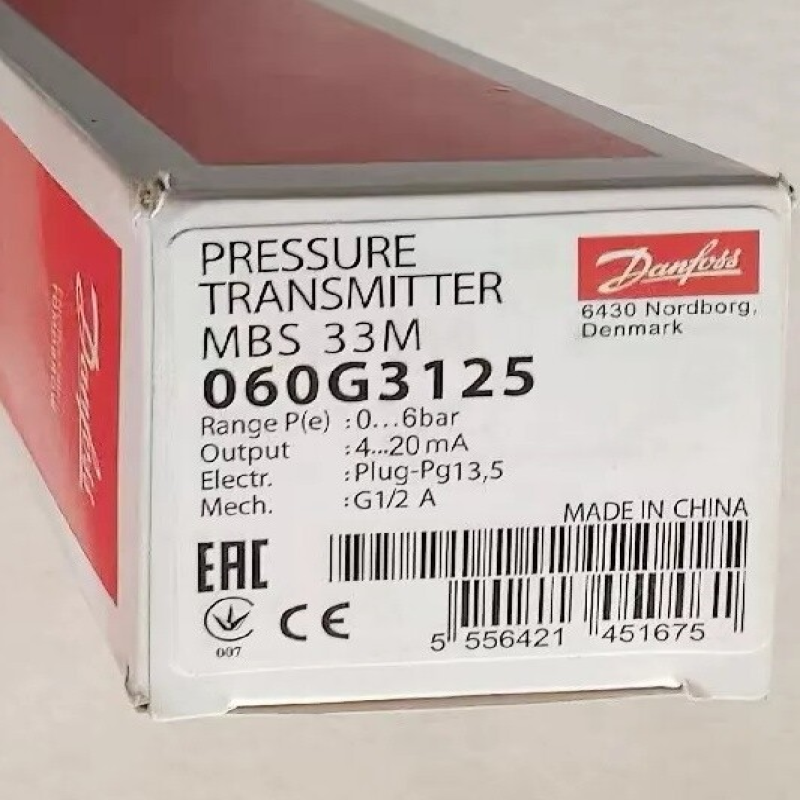 PRESSURE
TRANSMITTER
MBS 33M
060G3125
Range P(e) :0...6bar
Output :4...20 mA
Electr. :Plug-Pg13,5
Mech. :G1/2 A
Danfoss
6430 Nordborg,
Denmark
MADE IN CHINA
EAC
007
CE
5 556421 451675
Danfoss